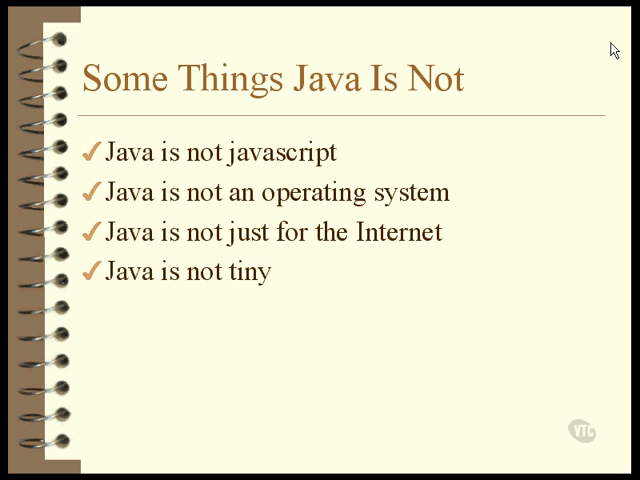 Some Things Java Is Not
Java is not javascript
Java is not an operating system
Java is not just for the Internet
Java is not tiny
VTC